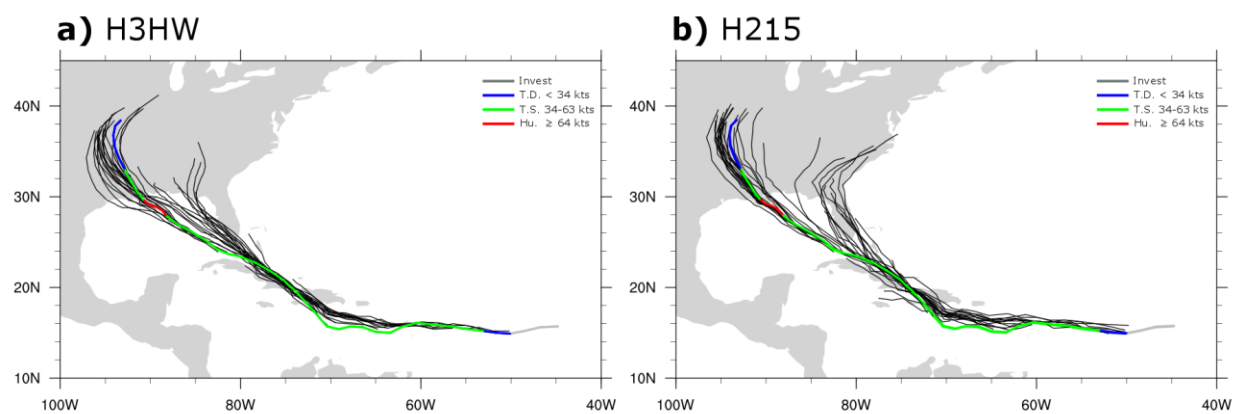 a) H3HW
b) H215
Invest
T.D. < 34 kts
T.S. 34-63 kts
Hu. ≥ 64 kts
40N
30N
20N
10N
100W 80W 60W 40W
Invest
T.D. < 34 kts
T.S. 34-63 kts
Hu. ≥ 64 kts
40N
30N
20N
10N
100W 80W 60W 40W